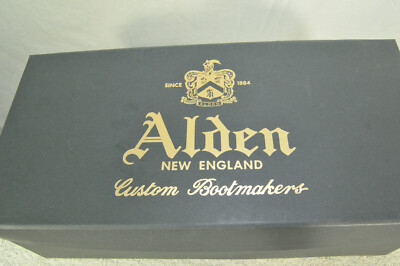 SINCE 1884
Alden
NEW ENGLAND
Custom Bootmakers